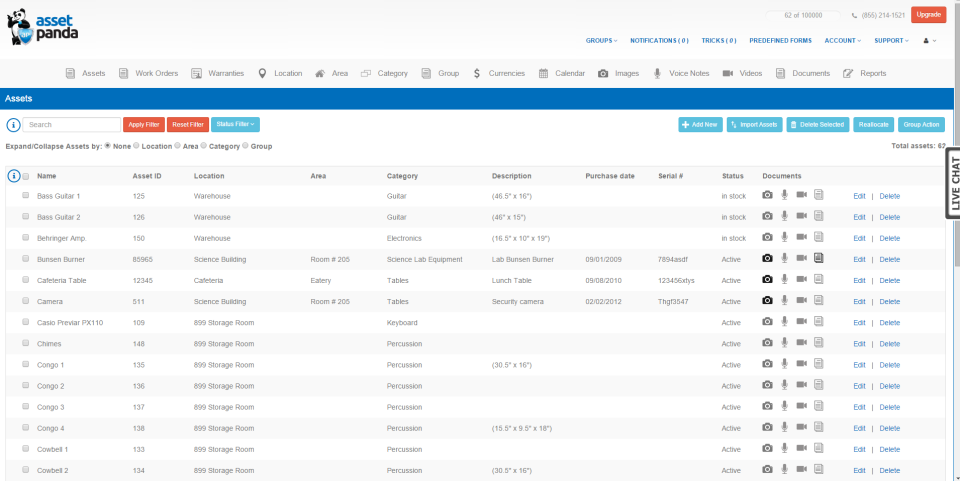 asset
panda
62 of 100000 (855) 214-1521 Upgrade
GROUPS NOTIFICATIONS ( 0 ) TRICKS ( 0 ) PREDEFINED FORMS ACCOUNT SUPPORT
Assets Work Orders Warranties Location Area Category Group $ Currencies Calendar Images Voice Notes Videos Documents Reports
Assets
i Search Apply Filter Reset Filter Status Filter + Add New Import Assets Delete Selected Reallocate Group Action
Expand/Collapse Assets by: None Location Area Category Group Total assets: 62
LIVE CHAT
i Name Asset ID Location Area Category Description Purchase date Serial # Status Documents
Bass Guitar 1 125 Warehouse Guitar (46.5" x 16") in stock Edit | Delete
Bass Guitar 2 126 Warehouse Guitar (46" x 15") in stock Edit | Delete
Behringer Amp. 150 Warehouse Electronics (16.5" x 10" x 19") in stock Edit | Delete
Bunsen Burner 85965 Science Building Room # 205 Science Lab Equipment Lab Bunsen Burner 09/01/2009 7894asdf Active Edit | Delete
Cafeteria Table 12345 Cafeteria Eatery Tables Lunch Table 09/08/2010 123456xtys Active Edit | Delete
Camera 511 Science Building Room # 205 Tables Security camera 02/02/2012 Thgf3547 Active Edit | Delete
Casio Previar PX110 109 899 Storage Room Keyboard Active Edit | Delete
Chimes 148 899 Storage Room Percussion Active Edit | Delete
Congo 1 135 899 Storage Room Percussion (30.5" x 16") Active Edit | Delete
Congo 2 136 899 Storage Room Percussion Active Edit | Delete
Congo 3 137 899 Storage Room Percussion Active Edit | Delete
Congo 4 138 899 Storage Room Percussion (15.5" x 9.5" x 18") Active Edit | Delete
Cowbell 1 133 899 Storage Room Percussion Active Edit | Delete
Cowbell 2 134 899 Storage Room Percussion (30.5" x 16") Active Edit | Delete